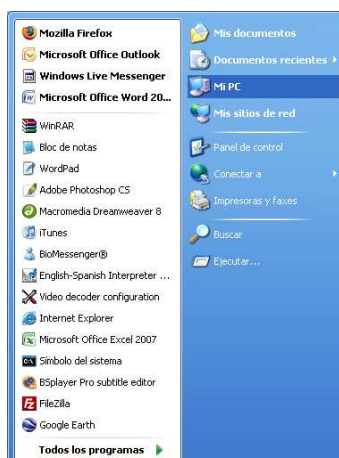 Mozilla Firefox
Microsoft Office Outlook
Windows Live Messenger
Microsoft Office Word 20...
WinRAR
Bloc de notas
WordPad
Adobe Photoshop CS
Macromedia Dreamweaver 8
iTunes
BioMessenger®
English-Spanish Interpreter ...
Video decoder configuration
Internet Explorer
Microsoft Office Excel 2007
Símbolo del sistema
BSplayer Pro subtitle editor
FileZilla
Google Earth
Todos los programas
Mis documentos
Documentos recientes
Mi PC
Mis sitios de red
Panel de control
Conectar a
Impresoras y faxes
Buscar
Ejecutar...